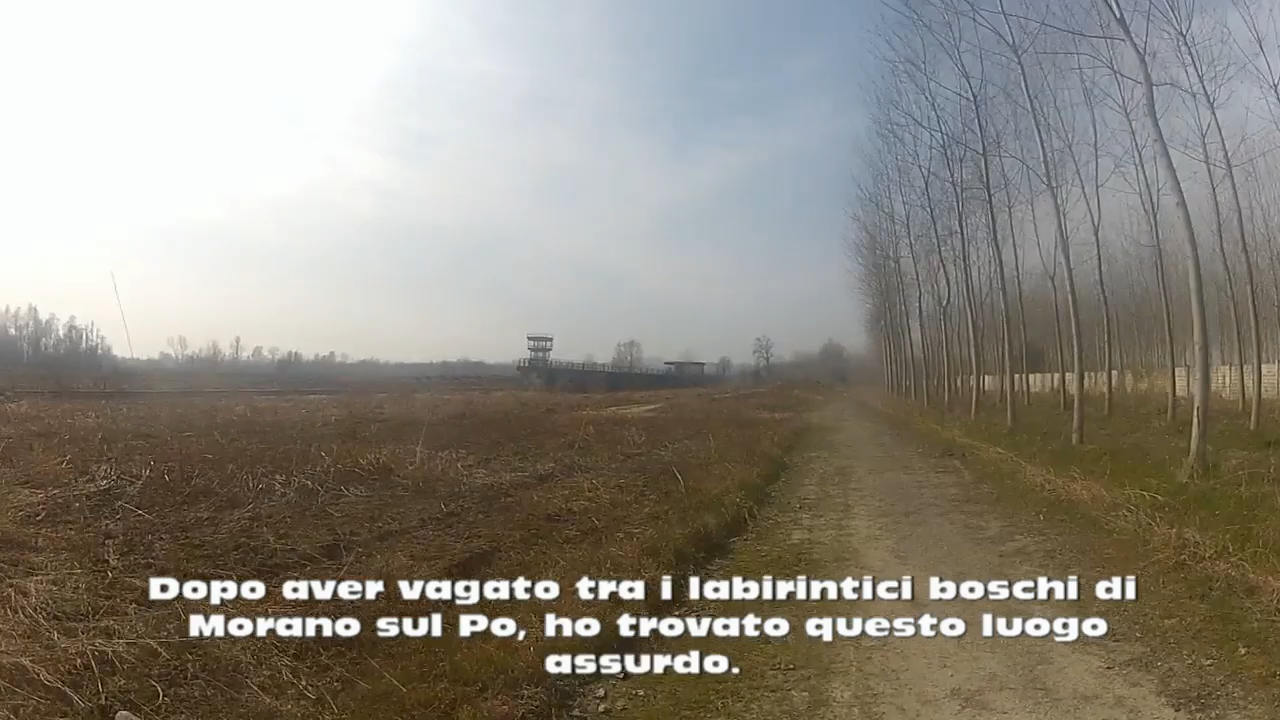 Dopo aver vagato tra i labirintici boschi di
Morano sul Po, ho trovato questo luogo
assurdo.